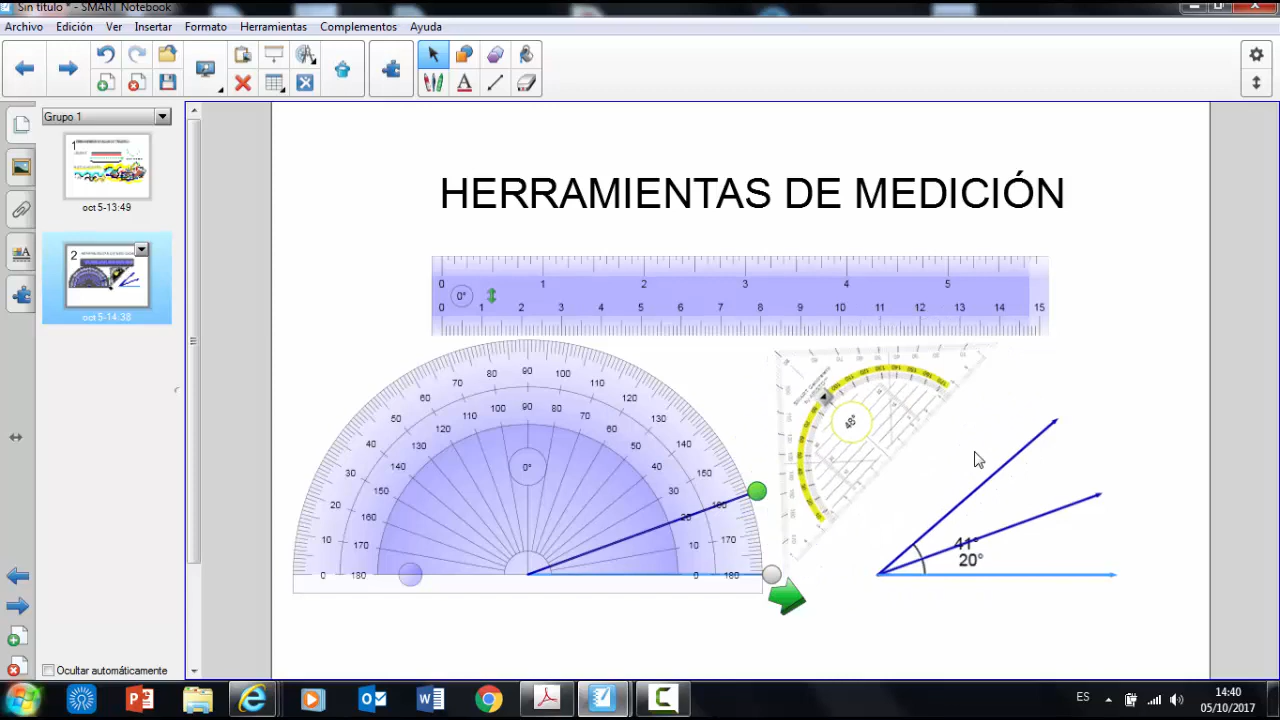 Sin título * - SMART Notebook
Archivo Edición Ver Insertar Formato Herramientas Complementos Ayuda
Grupo 1
1
oct 5-13:49
2
oct 5-14:38
Ocultar automáticamente
HERRAMIENTAS DE MEDICIÓN
0 1 2 3 4 5
0°
0 1 2 3 4 5 6 7 8 9 10 11 12 13 14 15
0 10 20 30 40 50 60 70 80 90 100 110 120 130 140 150 160 170 180
180 170 160 150 140 130 120 110 100 90 80 70 60 50 40 30 20 10 0
0°
48°
41°
20°
ES
14:40
05/10/2017